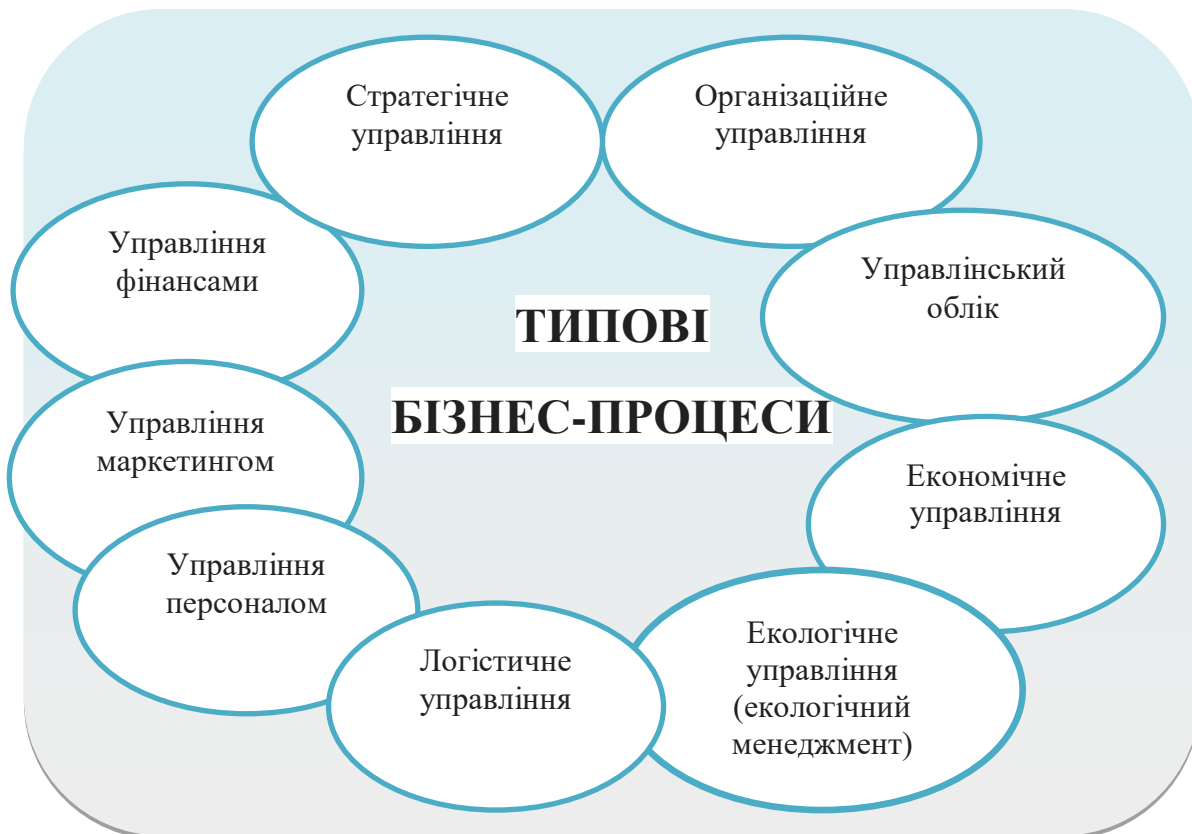 Стратегічне
управління
Організаційне
управління
Управління
фінансами
Управлінський
облік
ТИПОВІ
БІЗНЕС-ПРОЦЕСИ
Управління
маркетингом
Економічне
управління
Управління
персоналом
Логістичне
управління
Екологічне
управління
(екологічний
менеджмент)